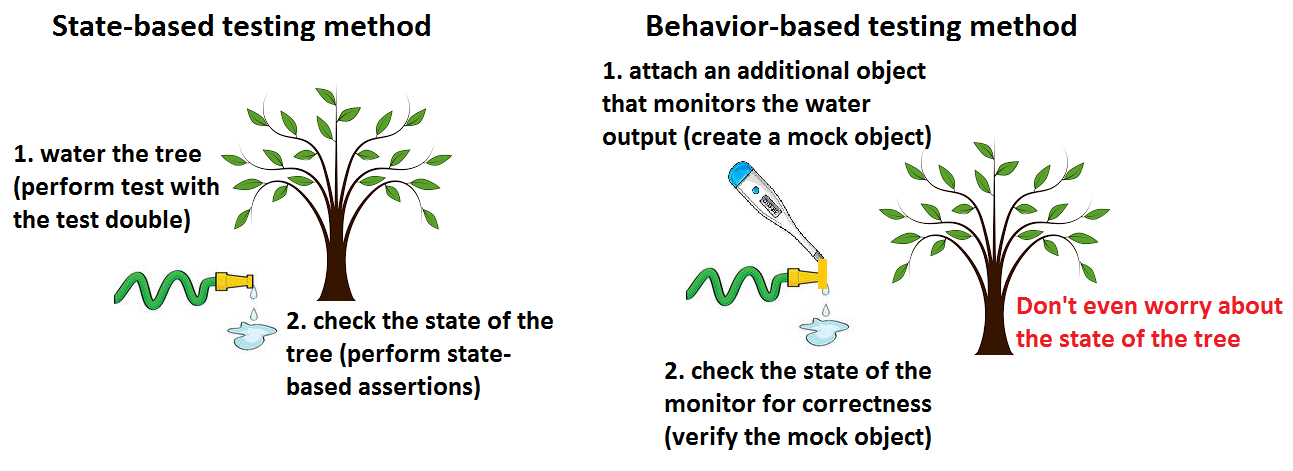 State-based testing method
1. water the tree
(perform test with
the test double)
2. check the state of the
tree (perform state-
based assertions)
Behavior-based testing method
1. attach an additional object
that monitors the water
output (create a mock object)
Don't even worry about
the state of the tree
2. check the state of the
monitor for correctness
(verify the mock object)